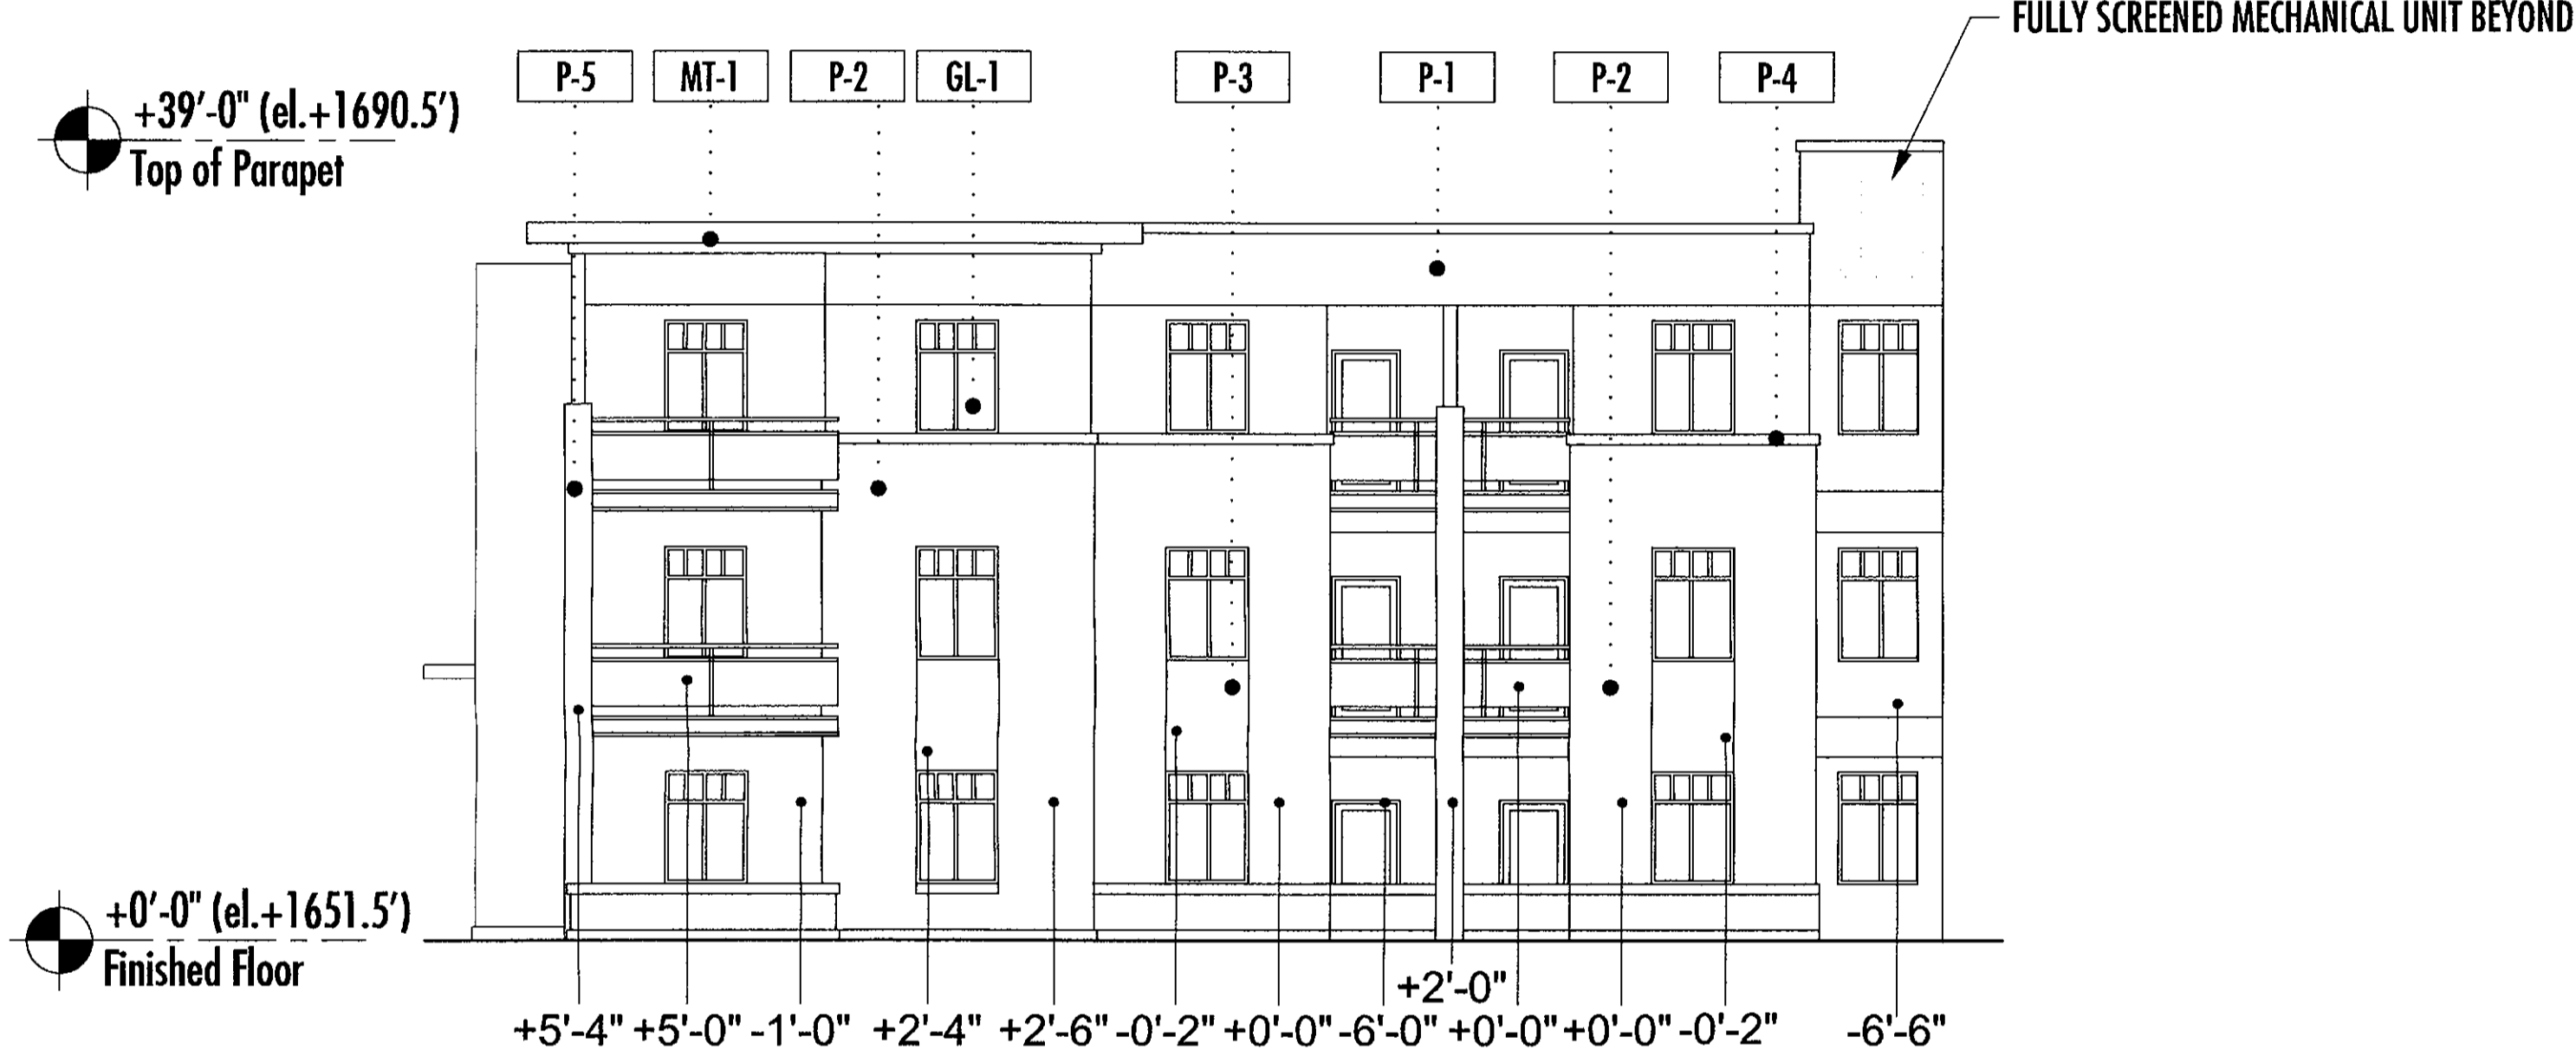 FULLY SCREENED MECHANICAL UNIT BEYOND
P-5 MT-1 P-2 GL-1 P-3 P-1 P-2 P-4
+39'-0" (el.+1690.5')
Top of Parapet
+0'-0" (el.+1651.5')
Finished Floor
+2'-0"
+5'-4" +5'-0" -1'-0" +2'-4" +2'-6" -0'-2" +0'-0" -6'-0" +0'-0" +0'-0" -0'-2" -6'-6"